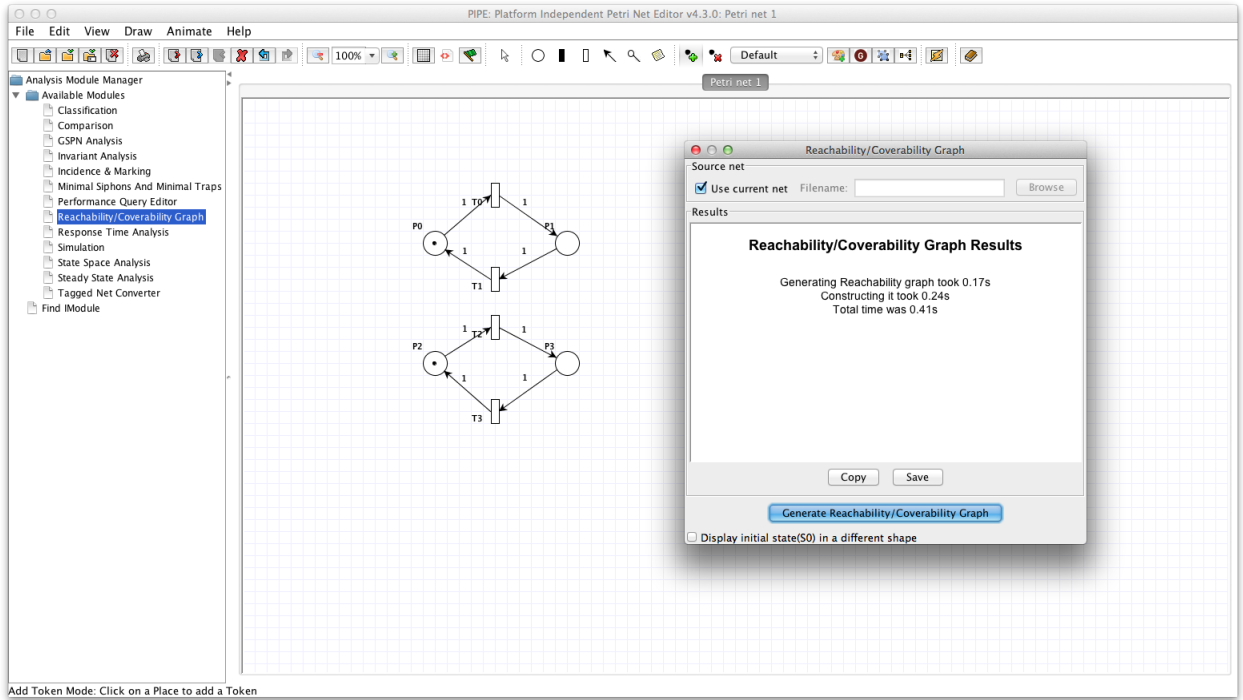 PIPE: Platform Independent Petri Net Editor v4.3.0: Petri net 1
File Edit View Draw Animate Help
100% Default
Petri net 1
Analysis Module Manager
Available Modules
Classification
Comparison
GSPN Analysis
Invariant Analysis
Incidence & Marking
Minimal Siphons And Minimal Traps
Performance Query Editor
Reachability/Coverability Graph
Response Time Analysis
Simulation
State Space Analysis
Steady State Analysis
Tagged Net Converter
Find IModule
1 T0 1
P0 P1
1 1
T1
1 T2 1
P2 P3
1 1
T3
Reachability/Coverability Graph
Source net
Use current net Filename: Browse
Results
Reachability/Coverability Graph Results
Generating Reachability graph took 0.17s
Constructing it took 0.24s
Total time was 0.41s
Copy Save
Generate Reachability/Coverability Graph
Display initial state(S0) in a different shape
Add Token Mode: Click on a Place to add a Token